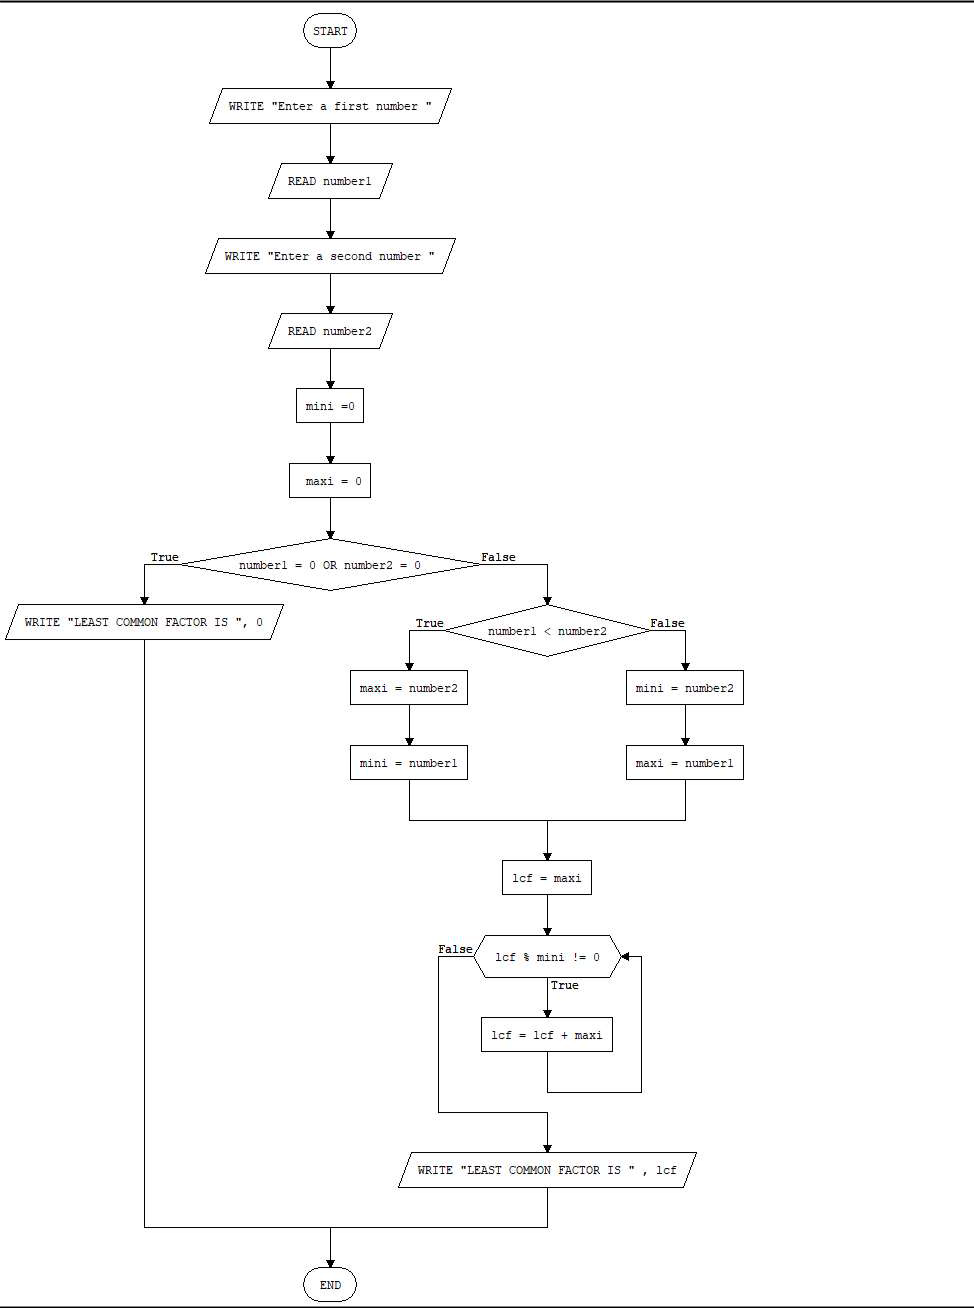 START
WRITE "Enter a first number "
READ number1
WRITE "Enter a second number "
READ number2
mini =0
maxi = 0
True
False
number1 = 0 OR number2 = 0
WRITE "LEAST COMMON FACTOR IS ", 0
True
False
number1 < number2
maxi = number2
mini = number2
mini = number1
maxi = number1
lcf = maxi
False
lcf % mini != 0
True
lcf = lcf + maxi
WRITE "LEAST COMMON FACTOR IS " , lcf
END